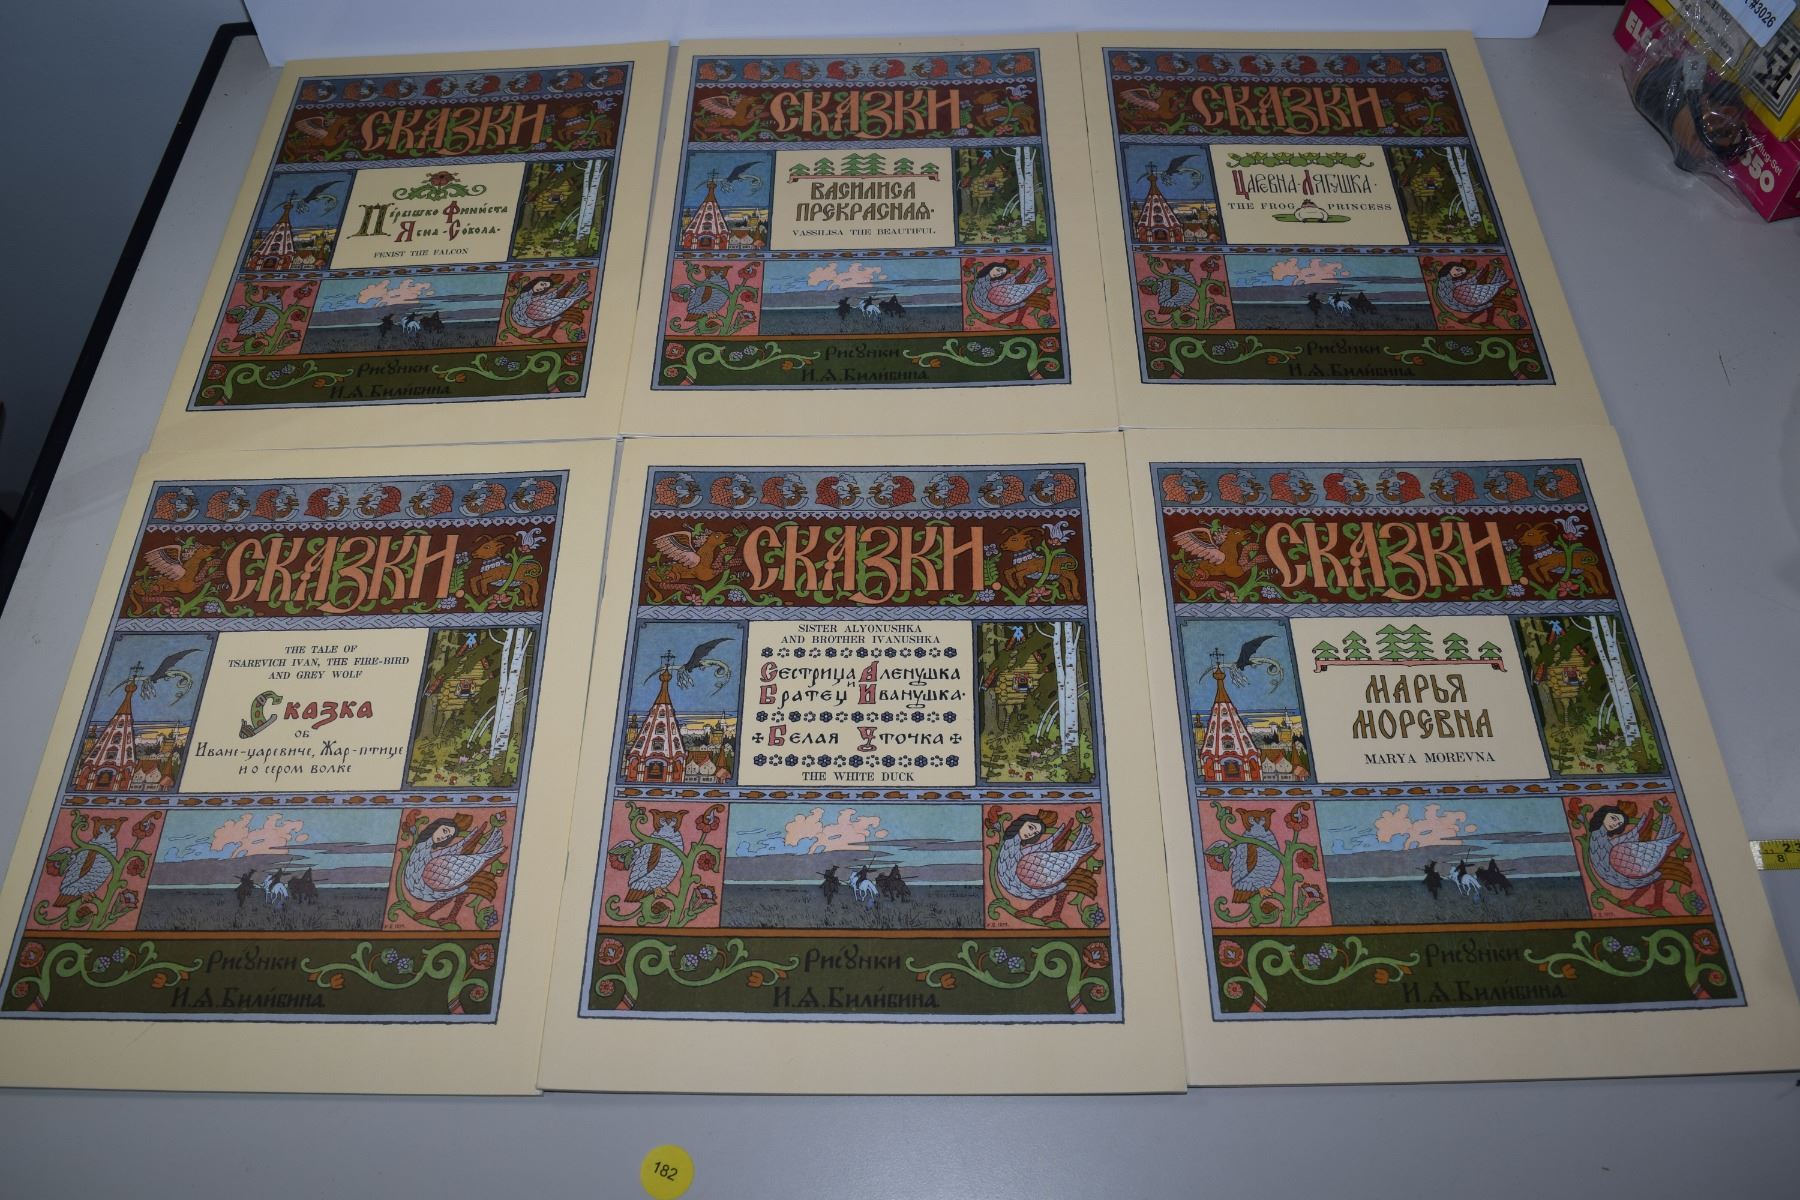 СКАЗКИ.
Пёрышко Финиста
Ясна-Сокола.
FENIST THE FALCON
Рисунки
И.Я.Билибина
СКАЗКИ.
ВАСИЛИСА
ПРЕКРАСНАЯ.
VASSILISA THE BEAUTIFUL
Рисунки
И.Я.Билибина
СКАЗКИ.
Царевна-Лягушка.
THE FROG PRINCESS
Рисунки
И.Я.Билибина
СКАЗКИ.
THE TALE OF
TSAREVICH IVAN, THE FIRE-BIRD
AND GREY WOLF
Сказка
об
Иване-царевиче, Жар-птице
и о сером волке
Рисунки
И.Я.Билибина
СКАЗКИ.
SISTER ALYONUSHKA
AND BROTHER IVANUSHKA
Сестрица Аленушка
и
Братец Иванушка.
Белая Уточка
THE WHITE DUCK
Рисунки
И.Я.Билибина
СКАЗКИ.
МАРЬЯ
МОРЕВНА
MARYA MOREVNA
Рисунки
И.Я.Билибина
182
#3026